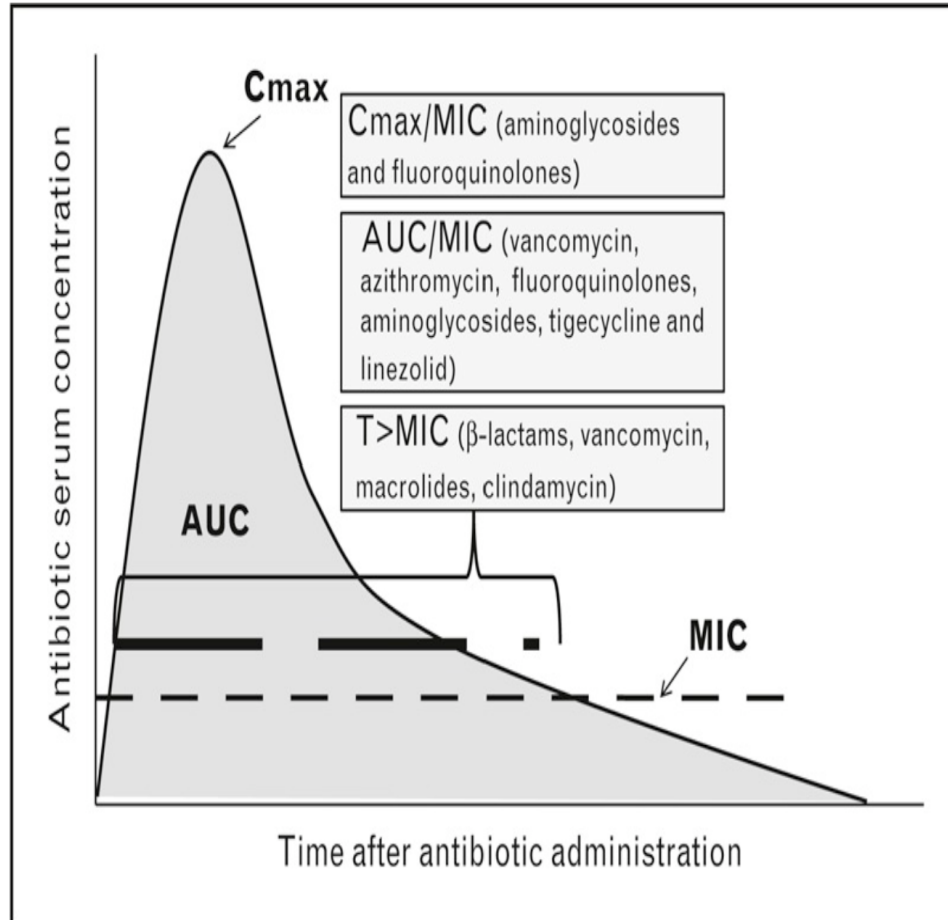 Cmax
Cmax/MIC (aminoglycosides
and fluoroquinolones)
AUC/MIC (vancomycin,
azithromycin, fluoroquinolones,
aminoglycosides, tigecycline and
linezolid)
T>MIC (β-lactams, vancomycin,
macrolides, clindamycin)
AUC
MIC
Antibiotic serum concentration
Time after antibiotic administration